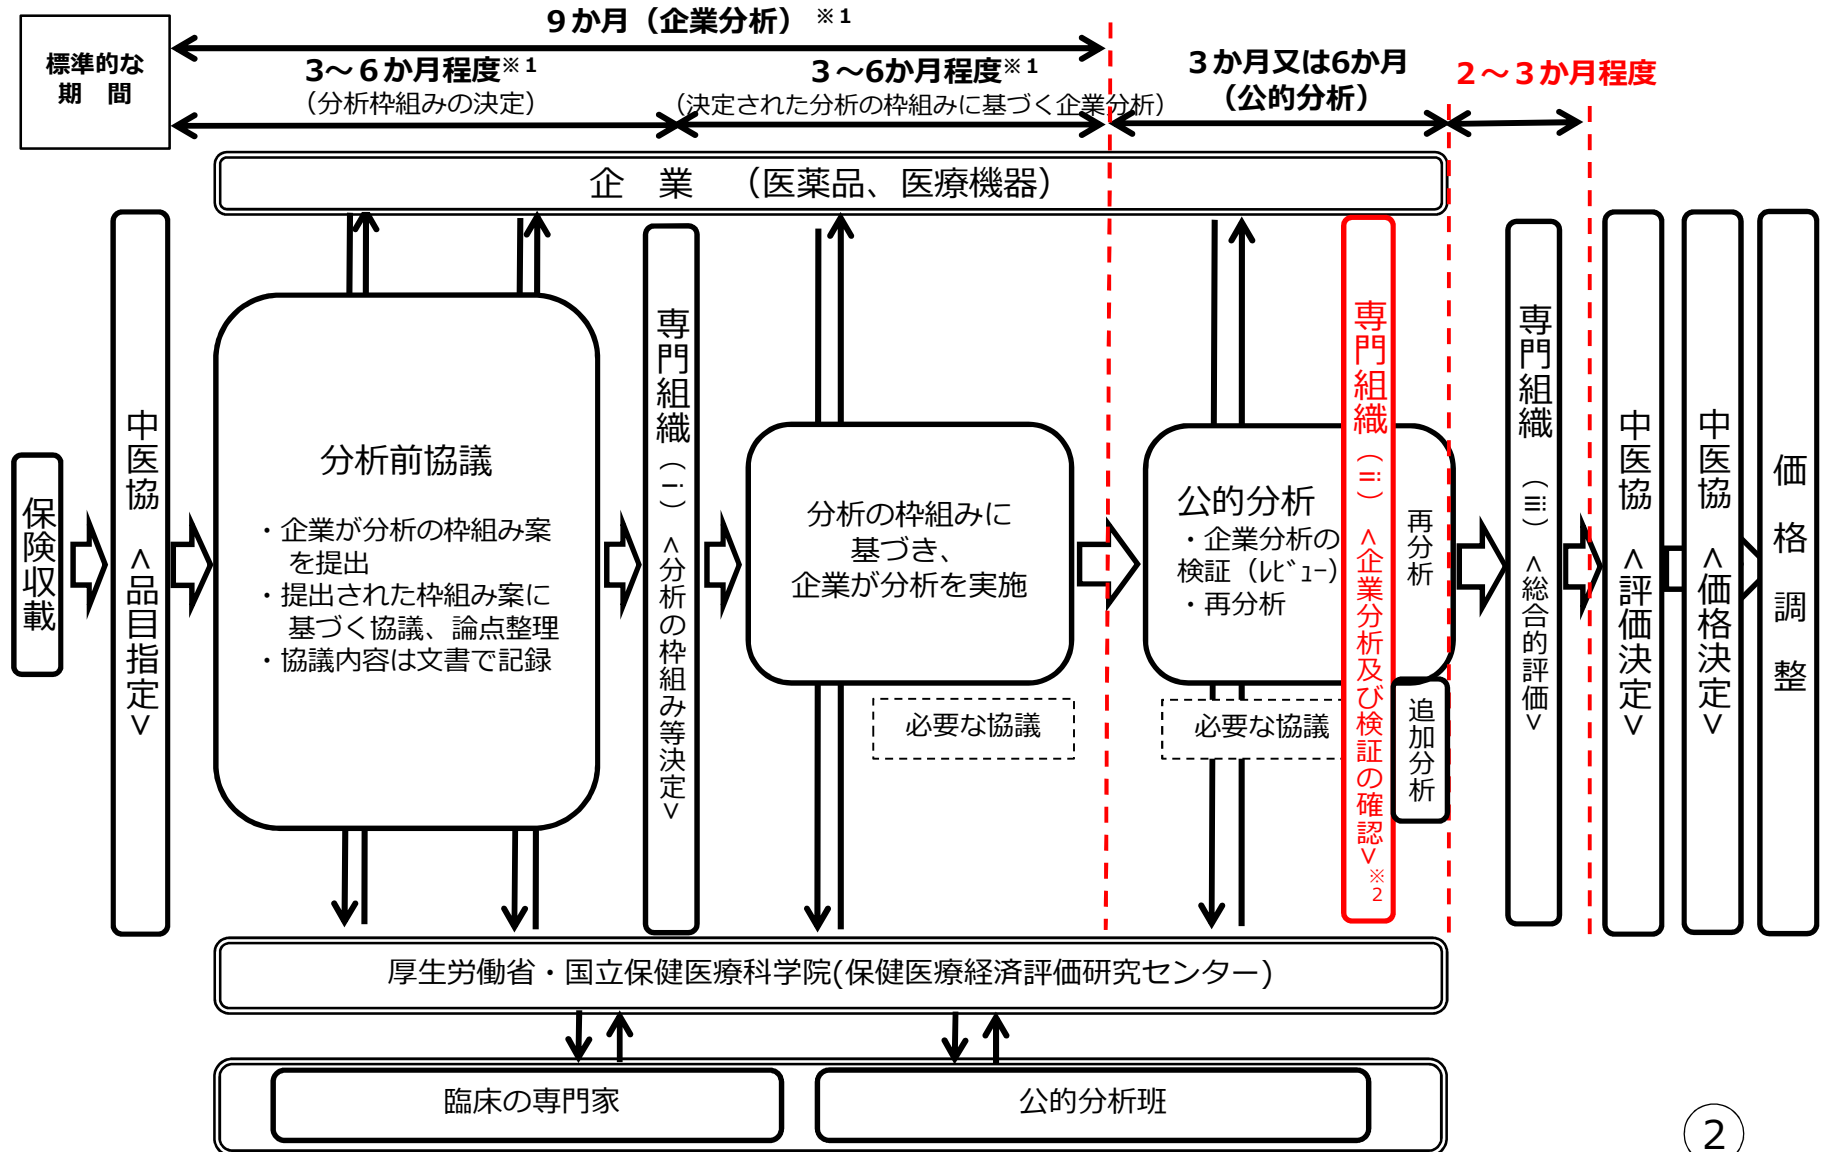 標準的な
期　間
９か月（企業分析）※１
3～６か月程度※１
（分析枠組みの決定）
３～6か月程度※１
（決定された分析の枠組みに基づく企業分析）
３か月又は6か月
（公的分析）
２～３か月程度
企　業　（医薬品、医療機器）
保険収載
中医協　＜品目指定＞
分析前協議
・企業が分析の枠組み案
を提出
・提出された枠組み案に
基づく協議、論点整理
・協議内容は文書で記録
専門組織（ⅰ）＜分析の枠組み等決定＞
分析の枠組みに
基づき、
企業が分析を実施
必要な協議
公的分析
・企業分析の
検証（ﾚﾋﾞｭｰ）
・再分析
必要な協議
専門組織（ⅱ）＜企業分析及び検証の確認＞※2
再分析
追加分析
専門組織（ⅲ）＜総合的評価＞
中医協　＜評価決定＞
中医協　＜価格決定＞
価格調整
厚生労働省・国立保健医療科学院(保健医療経済評価研究センター)
臨床の専門家
公的分析班
②